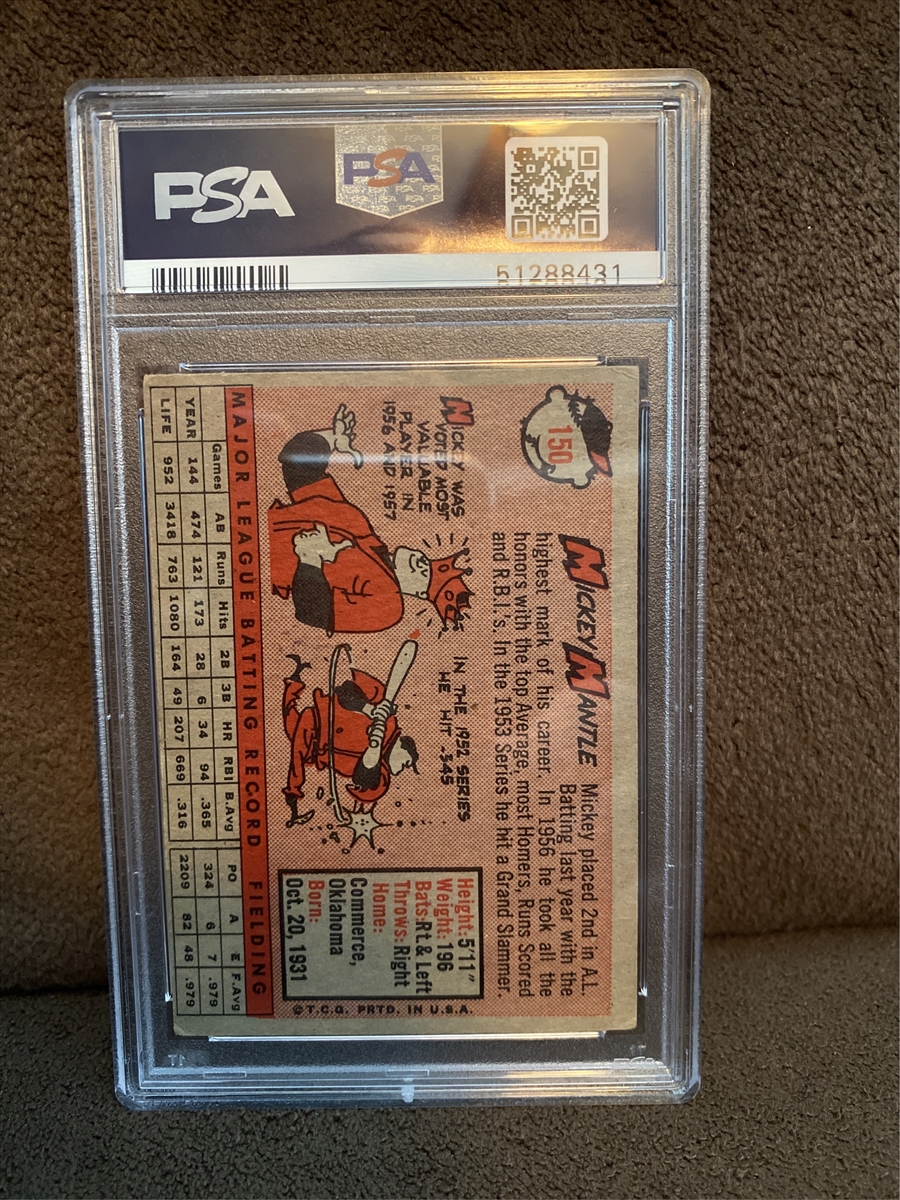 PSA
PSA
51288431
150
MICKEY MANTLE
Mickey placed 2nd in A.L.
Batting last year with the
highest mark of his career. In 1956 he took all the
honors with the top Average, most Homers, Runs Scored
and R.B.I.'s. In the 1953 Series he hit a Grand Slammer.
MICKEY WAS
VOTED MOST
VALUABLE
PLAYER IN
1956 AND 1957
IN THE 1952 SERIES
HE HIT .345
Height: 5'11"
Weight: 196
Bats: Rt & Left
Throws: Right
Home:
Commerce,
Oklahoma
Born:
Oct. 20, 1931
©T.C.G. PRTD. IN U.S.A.
MAJOR LEAGUE BATTING RECORD FIELDING
Games AB Runs Hits 2B 3B HR RBI B.Avg PO A E F.Avg
YEAR 144 474 121 173 28 6 34 94 .365 324 6 7 .979
LIFE 952 3418 763 1080 164 49 207 669 .316 2209 82 48 .979